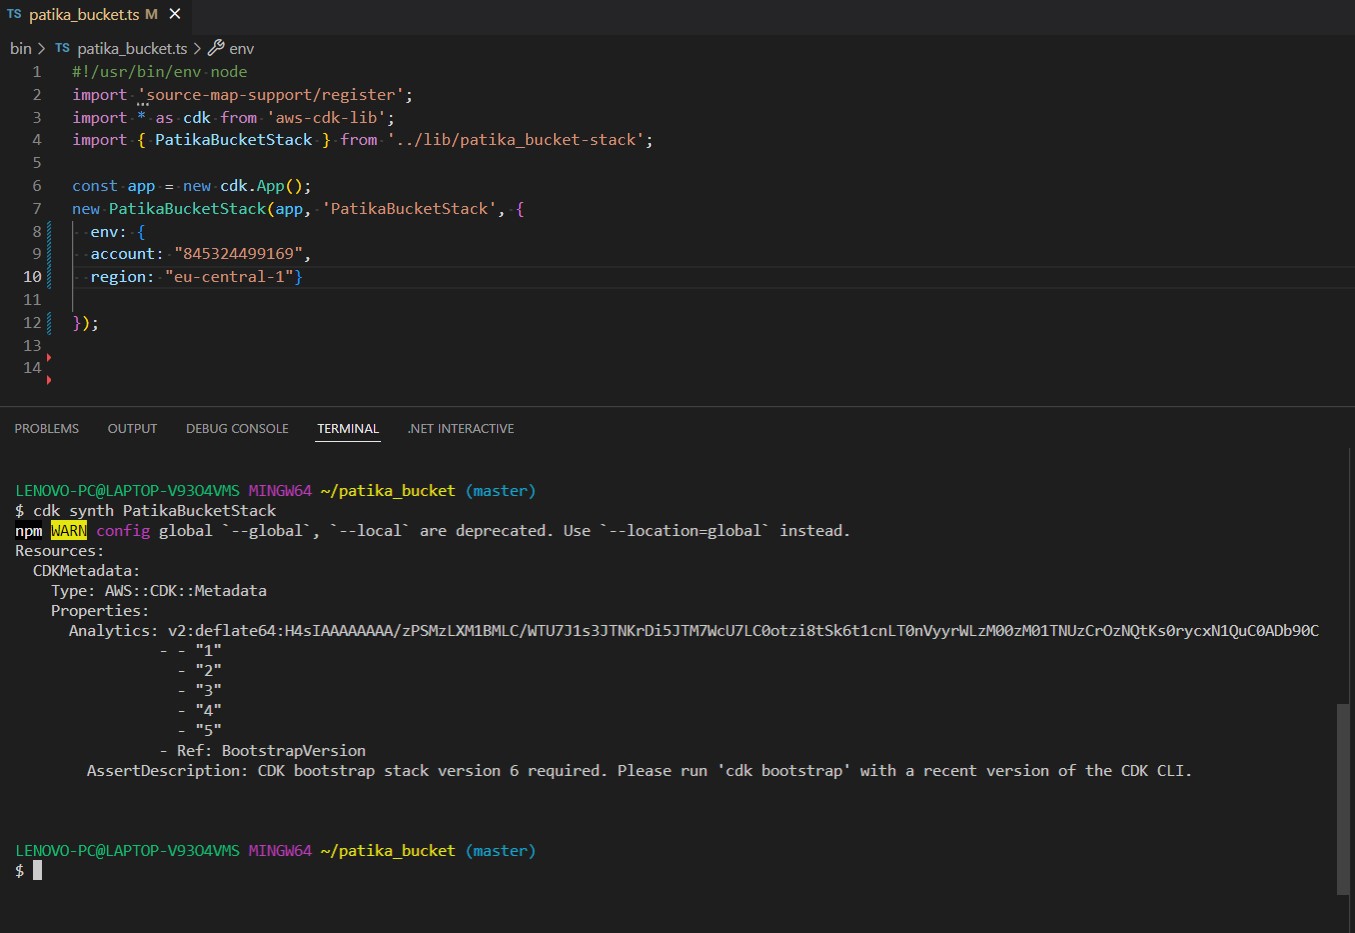 TS patika_bucket.ts M ×
bin > TS patika_bucket.ts > env
1 #!/usr/bin/env node
2 import 'source-map-support/register';
3 import * as cdk from 'aws-cdk-lib';
4 import { PatikaBucketStack } from '../lib/patika_bucket-stack';
5
6 const app = new cdk.App();
7 new PatikaBucketStack(app, 'PatikaBucketStack', {
8 env: {
9 account: "845324499169",
10 region: "eu-central-1"}
11
12 });
13
14
PROBLEMS OUTPUT DEBUG CONSOLE TERMINAL .NET INTERACTIVE
LENOVO-PC@LAPTOP-V93O4VMS MINGW64 ~/patika_bucket (master)
$ cdk synth PatikaBucketStack
npm WARN config global `--global`, `--local` are deprecated. Use `--location=global` instead.
Resources:
CDKMetadata:
Type: AWS::CDK::Metadata
Properties:
Analytics: v2:deflate64:H4sIAAAAAAAA/zPSMzLXM1BMLC/WTU7J1s3JTNKrDi5JTM7WcU7LC0otzi8tSk6t1cnLT0nVyyrWLzM00zM01TNUzCrOzNQtKs0rycxN1QuC0ADb90C
- - "1"
- "2"
- "3"
- "4"
- "5"
- Ref: BootstrapVersion
AssertDescription: CDK bootstrap stack version 6 required. Please run 'cdk bootstrap' with a recent version of the CDK CLI.
LENOVO-PC@LAPTOP-V93O4VMS MINGW64 ~/patika_bucket (master)
$